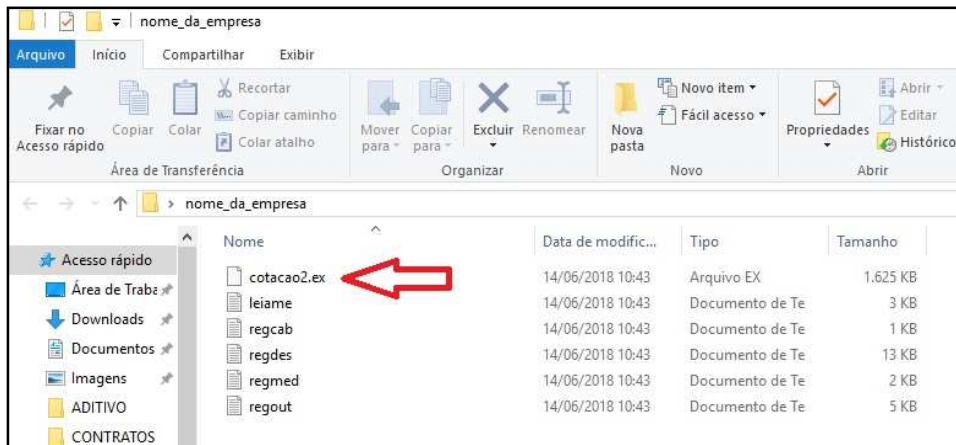 nome_da_empresa
Arquivo Início Compartilhar Exibir
Fixar no Acesso rápido
Copiar
Colar
Recortar
Copiar caminho
Colar atalho
Área de Transferência
Mover para
Copiar para
Excluir
Renomear
Organizar
Nova pasta
Novo item
Fácil acesso
Novo
Propriedades
Abrir
Editar
Histórico
Abrir
nome_da_empresa
Nome Data de modific... Tipo Tamanho
Acesso rápido
Área de Traba
Downloads
Documentos
Imagens
ADITIVO
CONTRATOS
cotacao2.ex 14/06/2018 10:43 Arquivo EX 1.625 KB
leiame 14/06/2018 10:43 Documento de Te 3 KB
regcab 14/06/2018 10:43 Documento de Te 1 KB
regdes 14/06/2018 10:43 Documento de Te 13 KB
regmed 14/06/2018 10:43 Documento de Te 2 KB
regout 14/06/2018 10:43 Documento de Te 5 KB